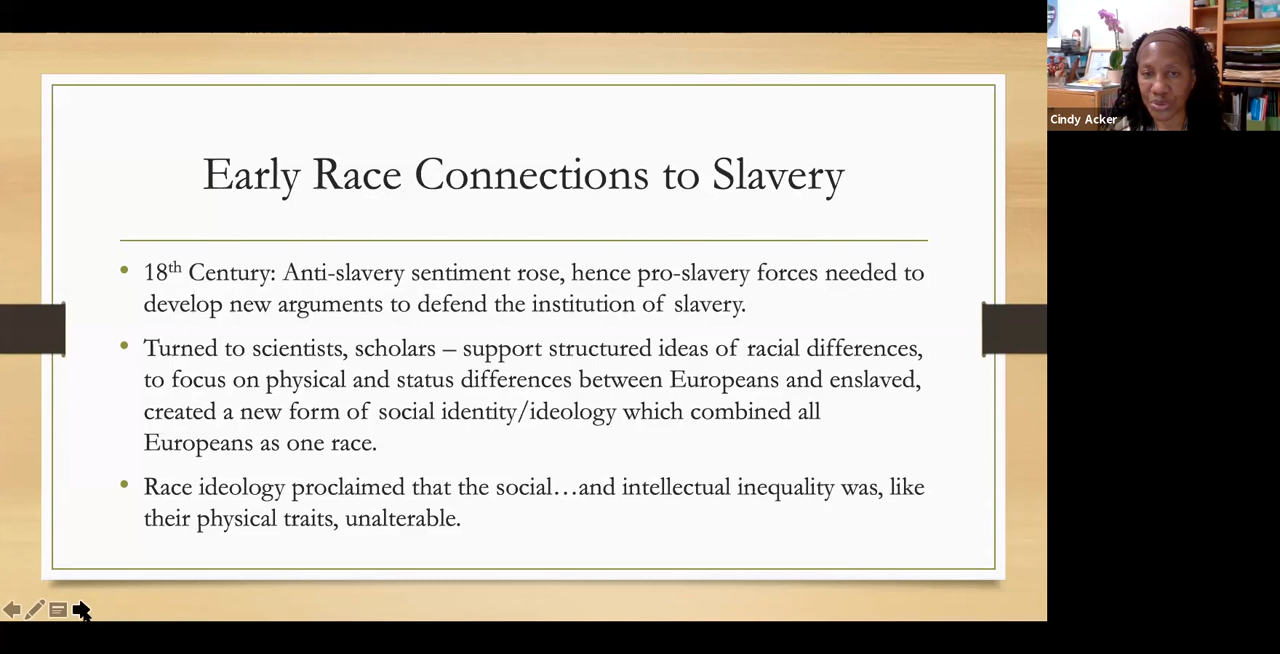 Early Race Connections to Slavery
• 18th Century: Anti-slavery sentiment rose, hence pro-slavery forces needed to
develop new arguments to defend the institution of slavery.
• Turned to scientists, scholars – support structured ideas of racial differences,
to focus on physical and status differences between Europeans and enslaved,
created a new form of social identity/ideology which combined all
Europeans as one race.
• Race ideology proclaimed that the social…and intellectual inequality was, like
their physical traits, unalterable.
Cindy Acker